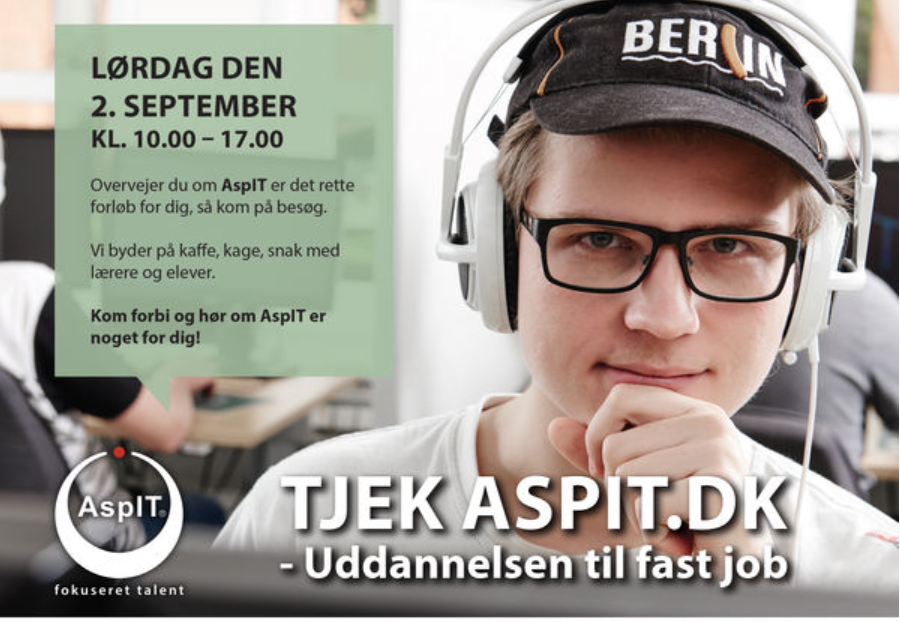 LØRDAG DEN
2. SEPTEMBER
KL. 10.00 – 17.00
Overvejer du om AspIT er det rette
forløb for dig, så kom på besøg.
Vi byder på kaffe, kage, snak med
lærere og elever.
Kom forbi og hør om AspIT er
noget for dig!
BERLIN
AspIT®
fokuseret talent
TJEK ASPIT.DK
- Uddannelsen til fast job